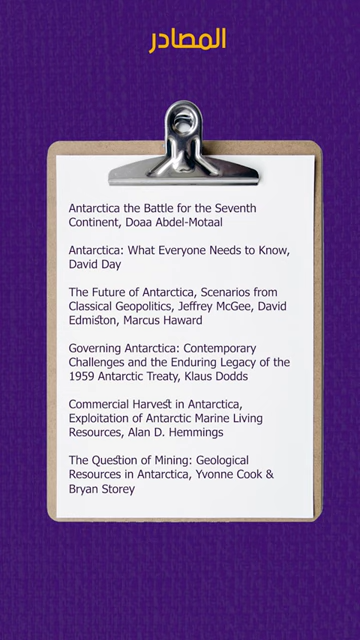 المصادر
Antarctica the Battle for the Seventh
Continent, Doaa Abdel-Motaal
Antarctica: What Everyone Needs to Know,
David Day
The Future of Antarctica, Scenarios from
Classical Geopolitics, Jeffrey McGee, David
Edmiston, Marcus Haward
Governing Antarctica: Contemporary
Challenges and the Enduring Legacy of the
1959 Antarctic Treaty, Klaus Dodds
Commercial Harvest in Antarctica,
Exploitation of Antarctic Marine Living
Resources, Alan D. Hemmings
The Question of Mining: Geological
Resources in Antarctica, Yvonne Cook &
Bryan Storey